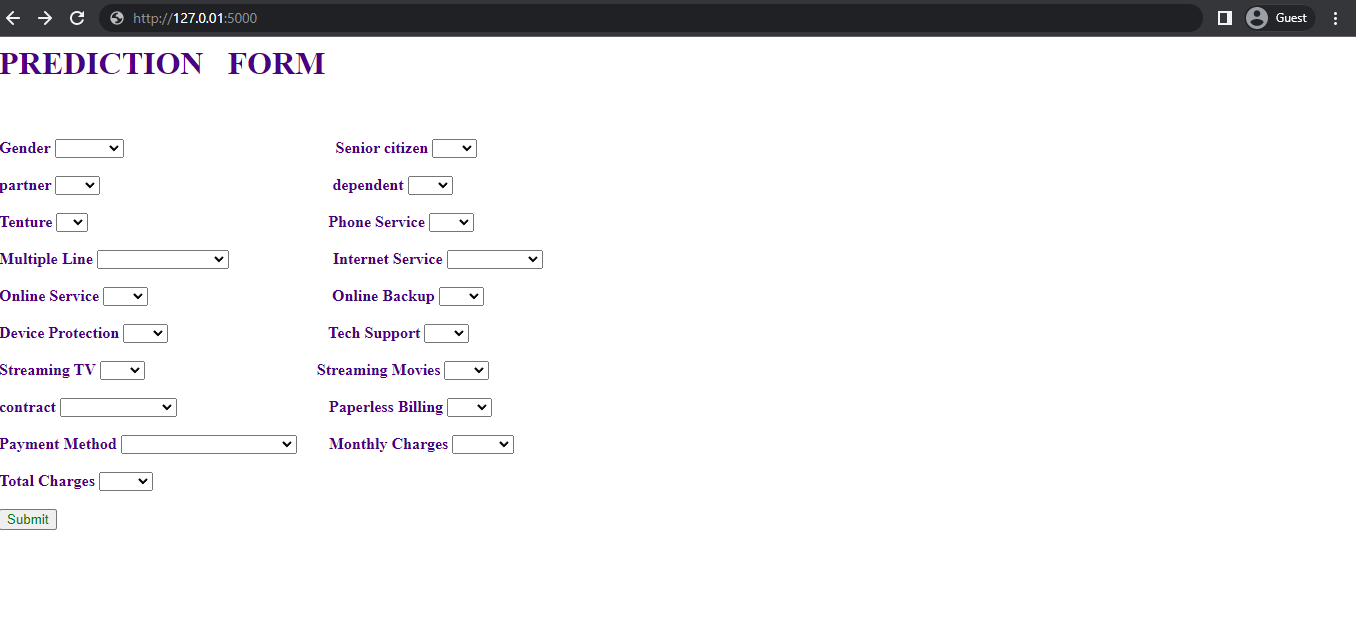 http://127.0.01:5000 Guest
PREDICTION FORM
Gender Senior citizen
partner dependent
Tenture Phone Service
Multiple Line Internet Service
Online Service Online Backup
Device Protection Tech Support
Streaming TV Streaming Movies
contract Paperless Billing
Payment Method Monthly Charges
Total Charges
Submit